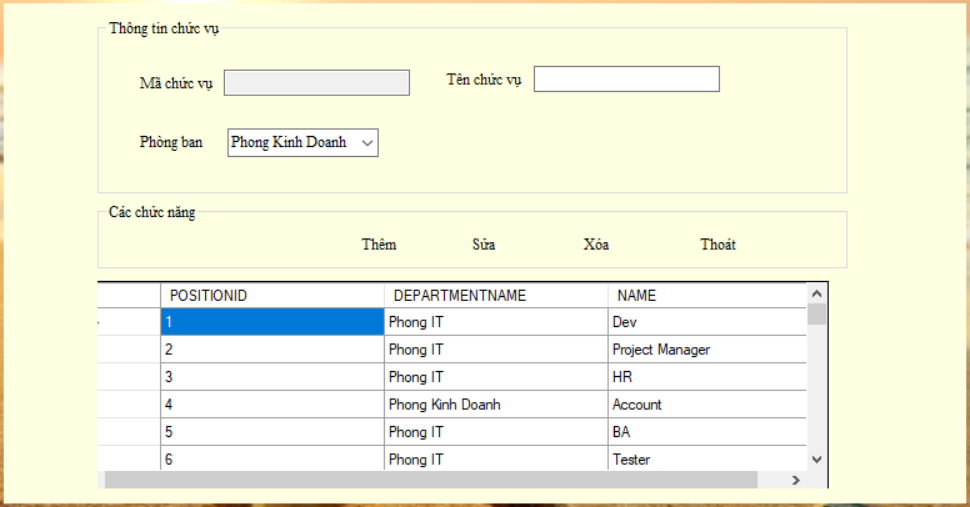 Thông tin chức vụ
Mã chức vụ Tên chức vụ
Phòng ban Phong Kinh Doanh
Các chức năng
Thêm Sửa Xóa Thoát
POSITIONID DEPARTMENTNAME NAME
1 Phong IT Dev
2 Phong IT Project Manager
3 Phong IT HR
4 Phong Kinh Doanh Account
5 Phong IT BA
6 Phong IT Tester